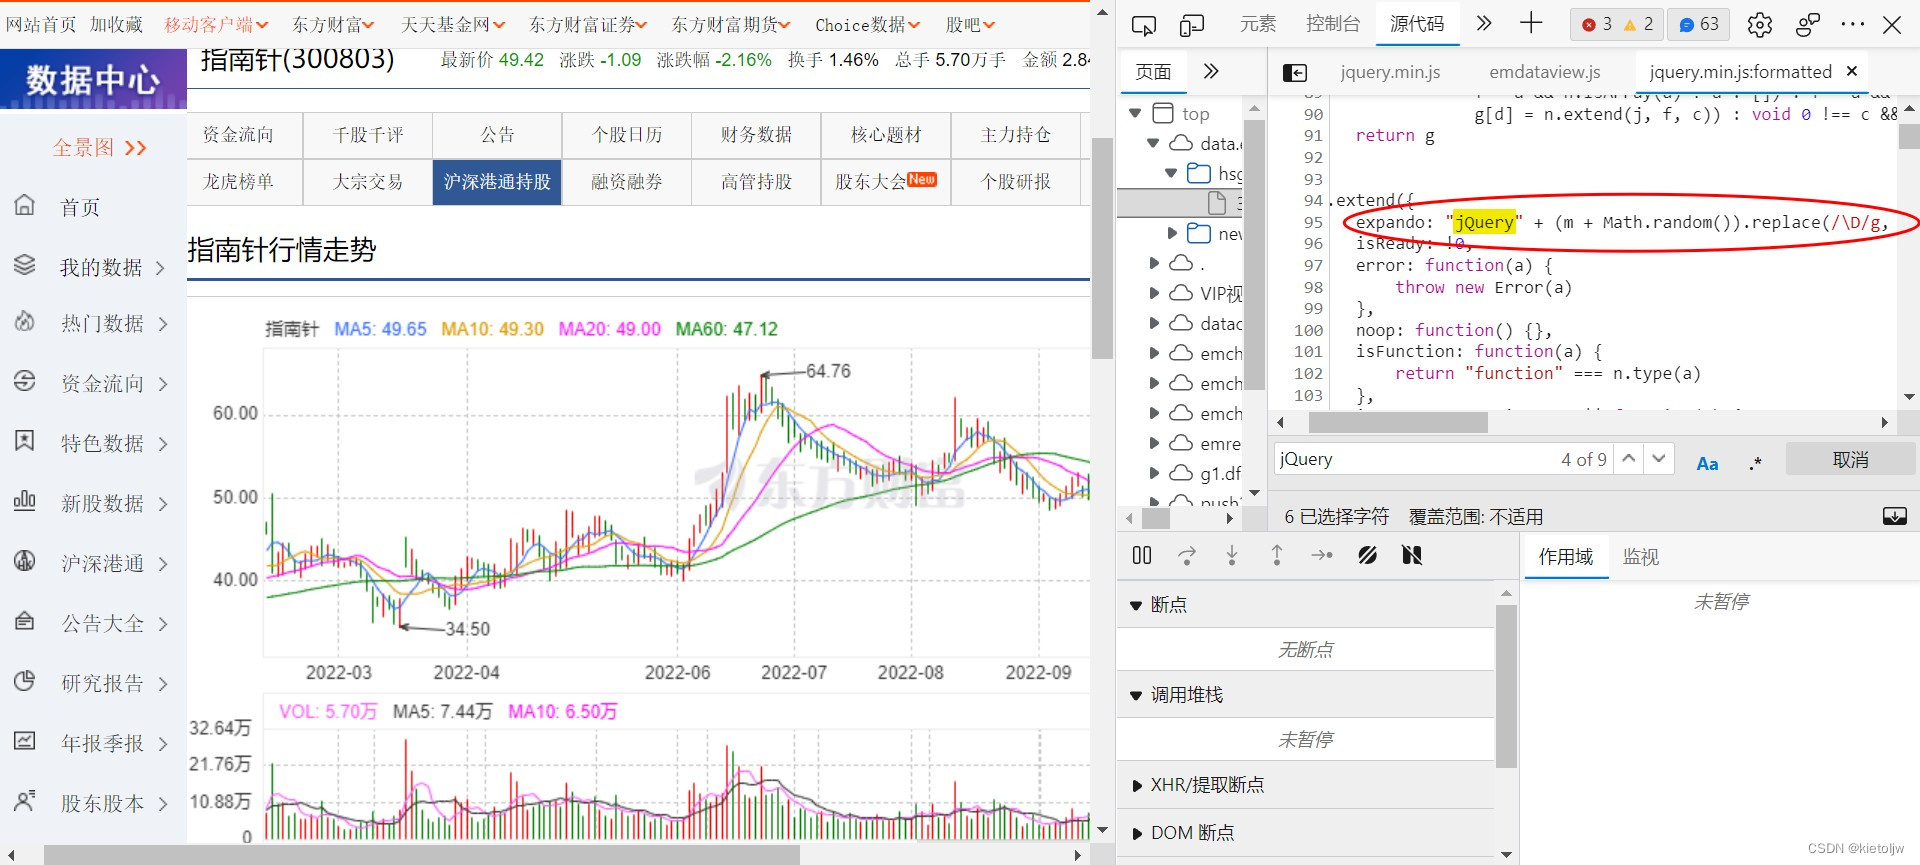 网站首页 加收藏 移动客户端 东方财富 天天基金网 东方财富证券 东方财富期货 Choice数据 股吧
数据中心
指南针(300803) 最新价 49.42 涨跌 -1.09 涨跌幅 -2.16% 换手 1.46% 总手 5.70万手 金额 2.84
资金流向 千股千评 公告 个股日历 财务数据 核心题材 主力持仓
龙虎榜单 大宗交易 沪深港通持股 融资融券 高管持股 股东大会 New 个股研报
全景图
首页
我的数据
热门数据
资金流向
特色数据
新股数据
沪深港通
公告大全
研究报告
年报季报
股东股本
指南针行情走势
指南针 MA5: 49.65 MA10: 49.30 MA20: 49.00 MA60: 47.12
64.76
60.00
50.00
40.00
34.50
东方财富
2022-03 2022-04 2022-06 2022-07 2022-08 2022-09
VOL: 5.70万 MA5: 7.44万 MA10: 6.50万
32.64万
21.76万
10.88万
0
元素 控制台 源代码 3 2 63
页面 jquery.min.js emdataview.js jquery.min.js:formatted
top
data.e
hsg
3
new
.
VIP视
datac
emch
emch
emch
emre
g1.df
push
90 g[d] = n.extend(j, f, c)) : void 0 !== c &&
91 return g
92
93
94 .extend({
95 expando: "jQuery" + (m + Math.random()).replace(/\D/g,
96 isReady: !0,
97 error: function(a) {
98 throw new Error(a)
99 },
100 noop: function() {},
101 isFunction: function(a) {
102 return "function" === n.type(a)
103 },
jQuery 4 of 9 Aa .* 取消
6 已选择字符 覆盖范围: 不适用
断点
无断点
调用堆栈
未暂停
XHR/提取断点
DOM 断点
作用域 监视
未暂停
CSDN @kietoljw